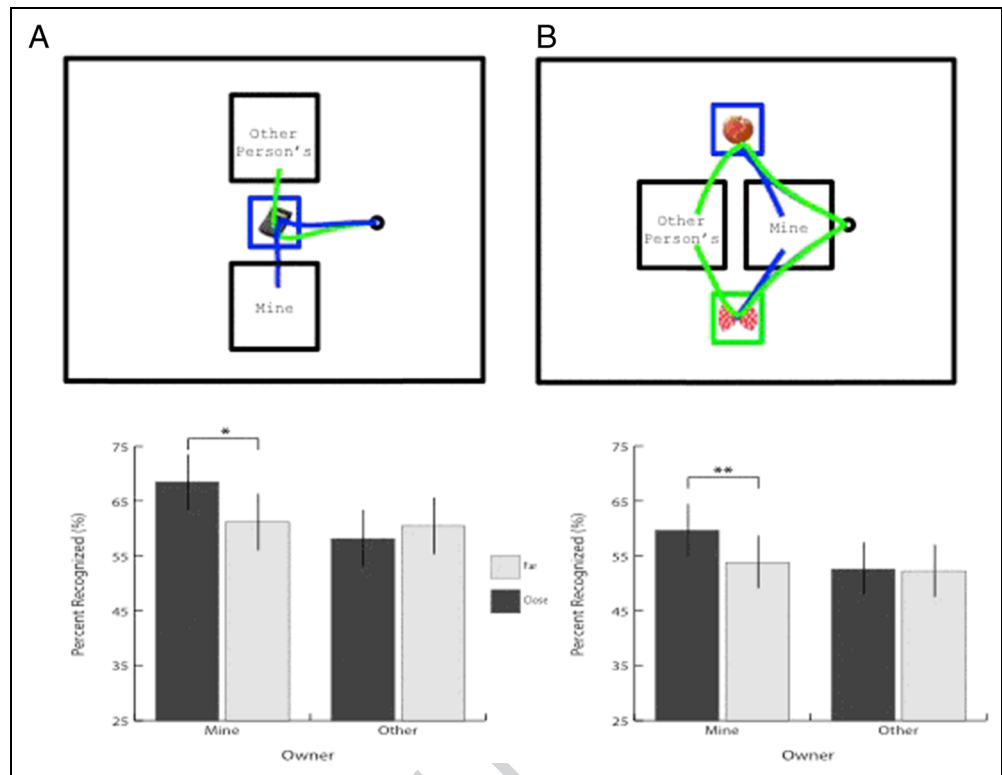 A
Other
Person's
Mine
B
Other
Person's
Mine
Percent Recognized (%)
75
65
55
45
35
25
*
Mine
Other
Owner
Far
Close
Percent Recognized (%)
75
65
55
45
35
25
**
Mine
Other
Owner